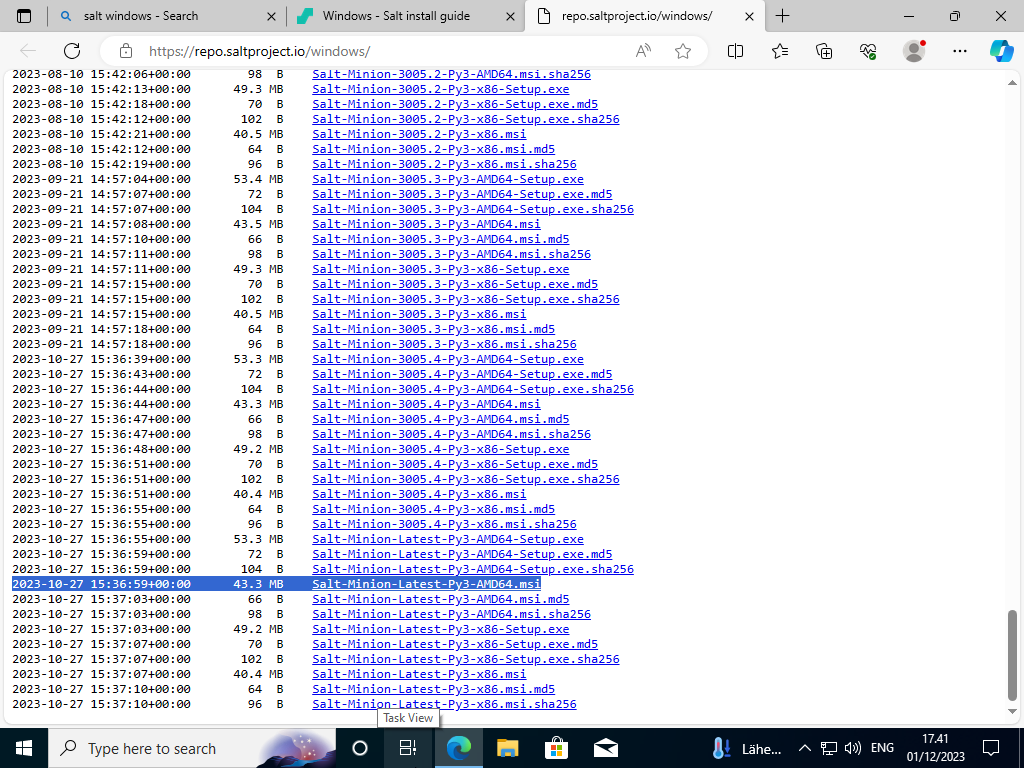 salt windows - Search
Windows - Salt install guide
repo.saltproject.io/windows/
https://repo.saltproject.io/windows/
2023-08-10 15:42:06+00:00 98 B Salt-Minion-3005.2-Py3-AMD64.msi.sha256
2023-08-10 15:42:13+00:00 49.3 MB Salt-Minion-3005.2-Py3-x86-Setup.exe
2023-08-10 15:42:18+00:00 70 B Salt-Minion-3005.2-Py3-x86-Setup.exe.md5
2023-08-10 15:42:12+00:00 102 B Salt-Minion-3005.2-Py3-x86-Setup.exe.sha256
2023-08-10 15:42:21+00:00 40.5 MB Salt-Minion-3005.2-Py3-x86.msi
2023-08-10 15:42:12+00:00 64 B Salt-Minion-3005.2-Py3-x86.msi.md5
2023-08-10 15:42:19+00:00 96 B Salt-Minion-3005.2-Py3-x86.msi.sha256
2023-09-21 14:57:04+00:00 53.4 MB Salt-Minion-3005.3-Py3-AMD64-Setup.exe
2023-09-21 14:57:07+00:00 72 B Salt-Minion-3005.3-Py3-AMD64-Setup.exe.md5
2023-09-21 14:57:07+00:00 104 B Salt-Minion-3005.3-Py3-AMD64-Setup.exe.sha256
2023-09-21 14:57:08+00:00 43.5 MB Salt-Minion-3005.3-Py3-AMD64.msi
2023-09-21 14:57:10+00:00 66 B Salt-Minion-3005.3-Py3-AMD64.msi.md5
2023-09-21 14:57:11+00:00 98 B Salt-Minion-3005.3-Py3-AMD64.msi.sha256
2023-09-21 14:57:11+00:00 49.3 MB Salt-Minion-3005.3-Py3-x86-Setup.exe
2023-09-21 14:57:15+00:00 70 B Salt-Minion-3005.3-Py3-x86-Setup.exe.md5
2023-09-21 14:57:15+00:00 102 B Salt-Minion-3005.3-Py3-x86-Setup.exe.sha256
2023-09-21 14:57:15+00:00 40.5 MB Salt-Minion-3005.3-Py3-x86.msi
2023-09-21 14:57:18+00:00 64 B Salt-Minion-3005.3-Py3-x86.msi.md5
2023-09-21 14:57:18+00:00 96 B Salt-Minion-3005.3-Py3-x86.msi.sha256
2023-10-27 15:36:39+00:00 53.3 MB Salt-Minion-3005.4-Py3-AMD64-Setup.exe
2023-10-27 15:36:43+00:00 72 B Salt-Minion-3005.4-Py3-AMD64-Setup.exe.md5
2023-10-27 15:36:44+00:00 104 B Salt-Minion-3005.4-Py3-AMD64-Setup.exe.sha256
2023-10-27 15:36:44+00:00 43.3 MB Salt-Minion-3005.4-Py3-AMD64.msi
2023-10-27 15:36:47+00:00 66 B Salt-Minion-3005.4-Py3-AMD64.msi.md5
2023-10-27 15:36:47+00:00 98 B Salt-Minion-3005.4-Py3-AMD64.msi.sha256
2023-10-27 15:36:48+00:00 49.2 MB Salt-Minion-3005.4-Py3-x86-Setup.exe
2023-10-27 15:36:51+00:00 70 B Salt-Minion-3005.4-Py3-x86-Setup.exe.md5
2023-10-27 15:36:51+00:00 102 B Salt-Minion-3005.4-Py3-x86-Setup.exe.sha256
2023-10-27 15:36:51+00:00 40.4 MB Salt-Minion-3005.4-Py3-x86.msi
2023-10-27 15:36:55+00:00 64 B Salt-Minion-3005.4-Py3-x86.msi.md5
2023-10-27 15:36:55+00:00 96 B Salt-Minion-3005.4-Py3-x86.msi.sha256
2023-10-27 15:36:55+00:00 53.3 MB Salt-Minion-Latest-Py3-AMD64-Setup.exe
2023-10-27 15:36:59+00:00 72 B Salt-Minion-Latest-Py3-AMD64-Setup.exe.md5
2023-10-27 15:36:59+00:00 104 B Salt-Minion-Latest-Py3-AMD64-Setup.exe.sha256
2023-10-27 15:36:59+00:00 43.3 MB Salt-Minion-Latest-Py3-AMD64.msi
2023-10-27 15:37:03+00:00 66 B Salt-Minion-Latest-Py3-AMD64.msi.md5
2023-10-27 15:37:03+00:00 98 B Salt-Minion-Latest-Py3-AMD64.msi.sha256
2023-10-27 15:37:03+00:00 49.2 MB Salt-Minion-Latest-Py3-x86-Setup.exe
2023-10-27 15:37:07+00:00 70 B Salt-Minion-Latest-Py3-x86-Setup.exe.md5
2023-10-27 15:37:07+00:00 102 B Salt-Minion-Latest-Py3-x86-Setup.exe.sha256
2023-10-27 15:37:07+00:00 40.4 MB Salt-Minion-Latest-Py3-x86.msi
2023-10-27 15:37:10+00:00 64 B Salt-Minion-Latest-Py3-x86.msi.md5
2023-10-27 15:37:10+00:00 96 B Salt-Minion-Latest-Py3-x86.msi.sha256
Task View
Type here to search
Lähe...
ENG
17.41
01/12/2023